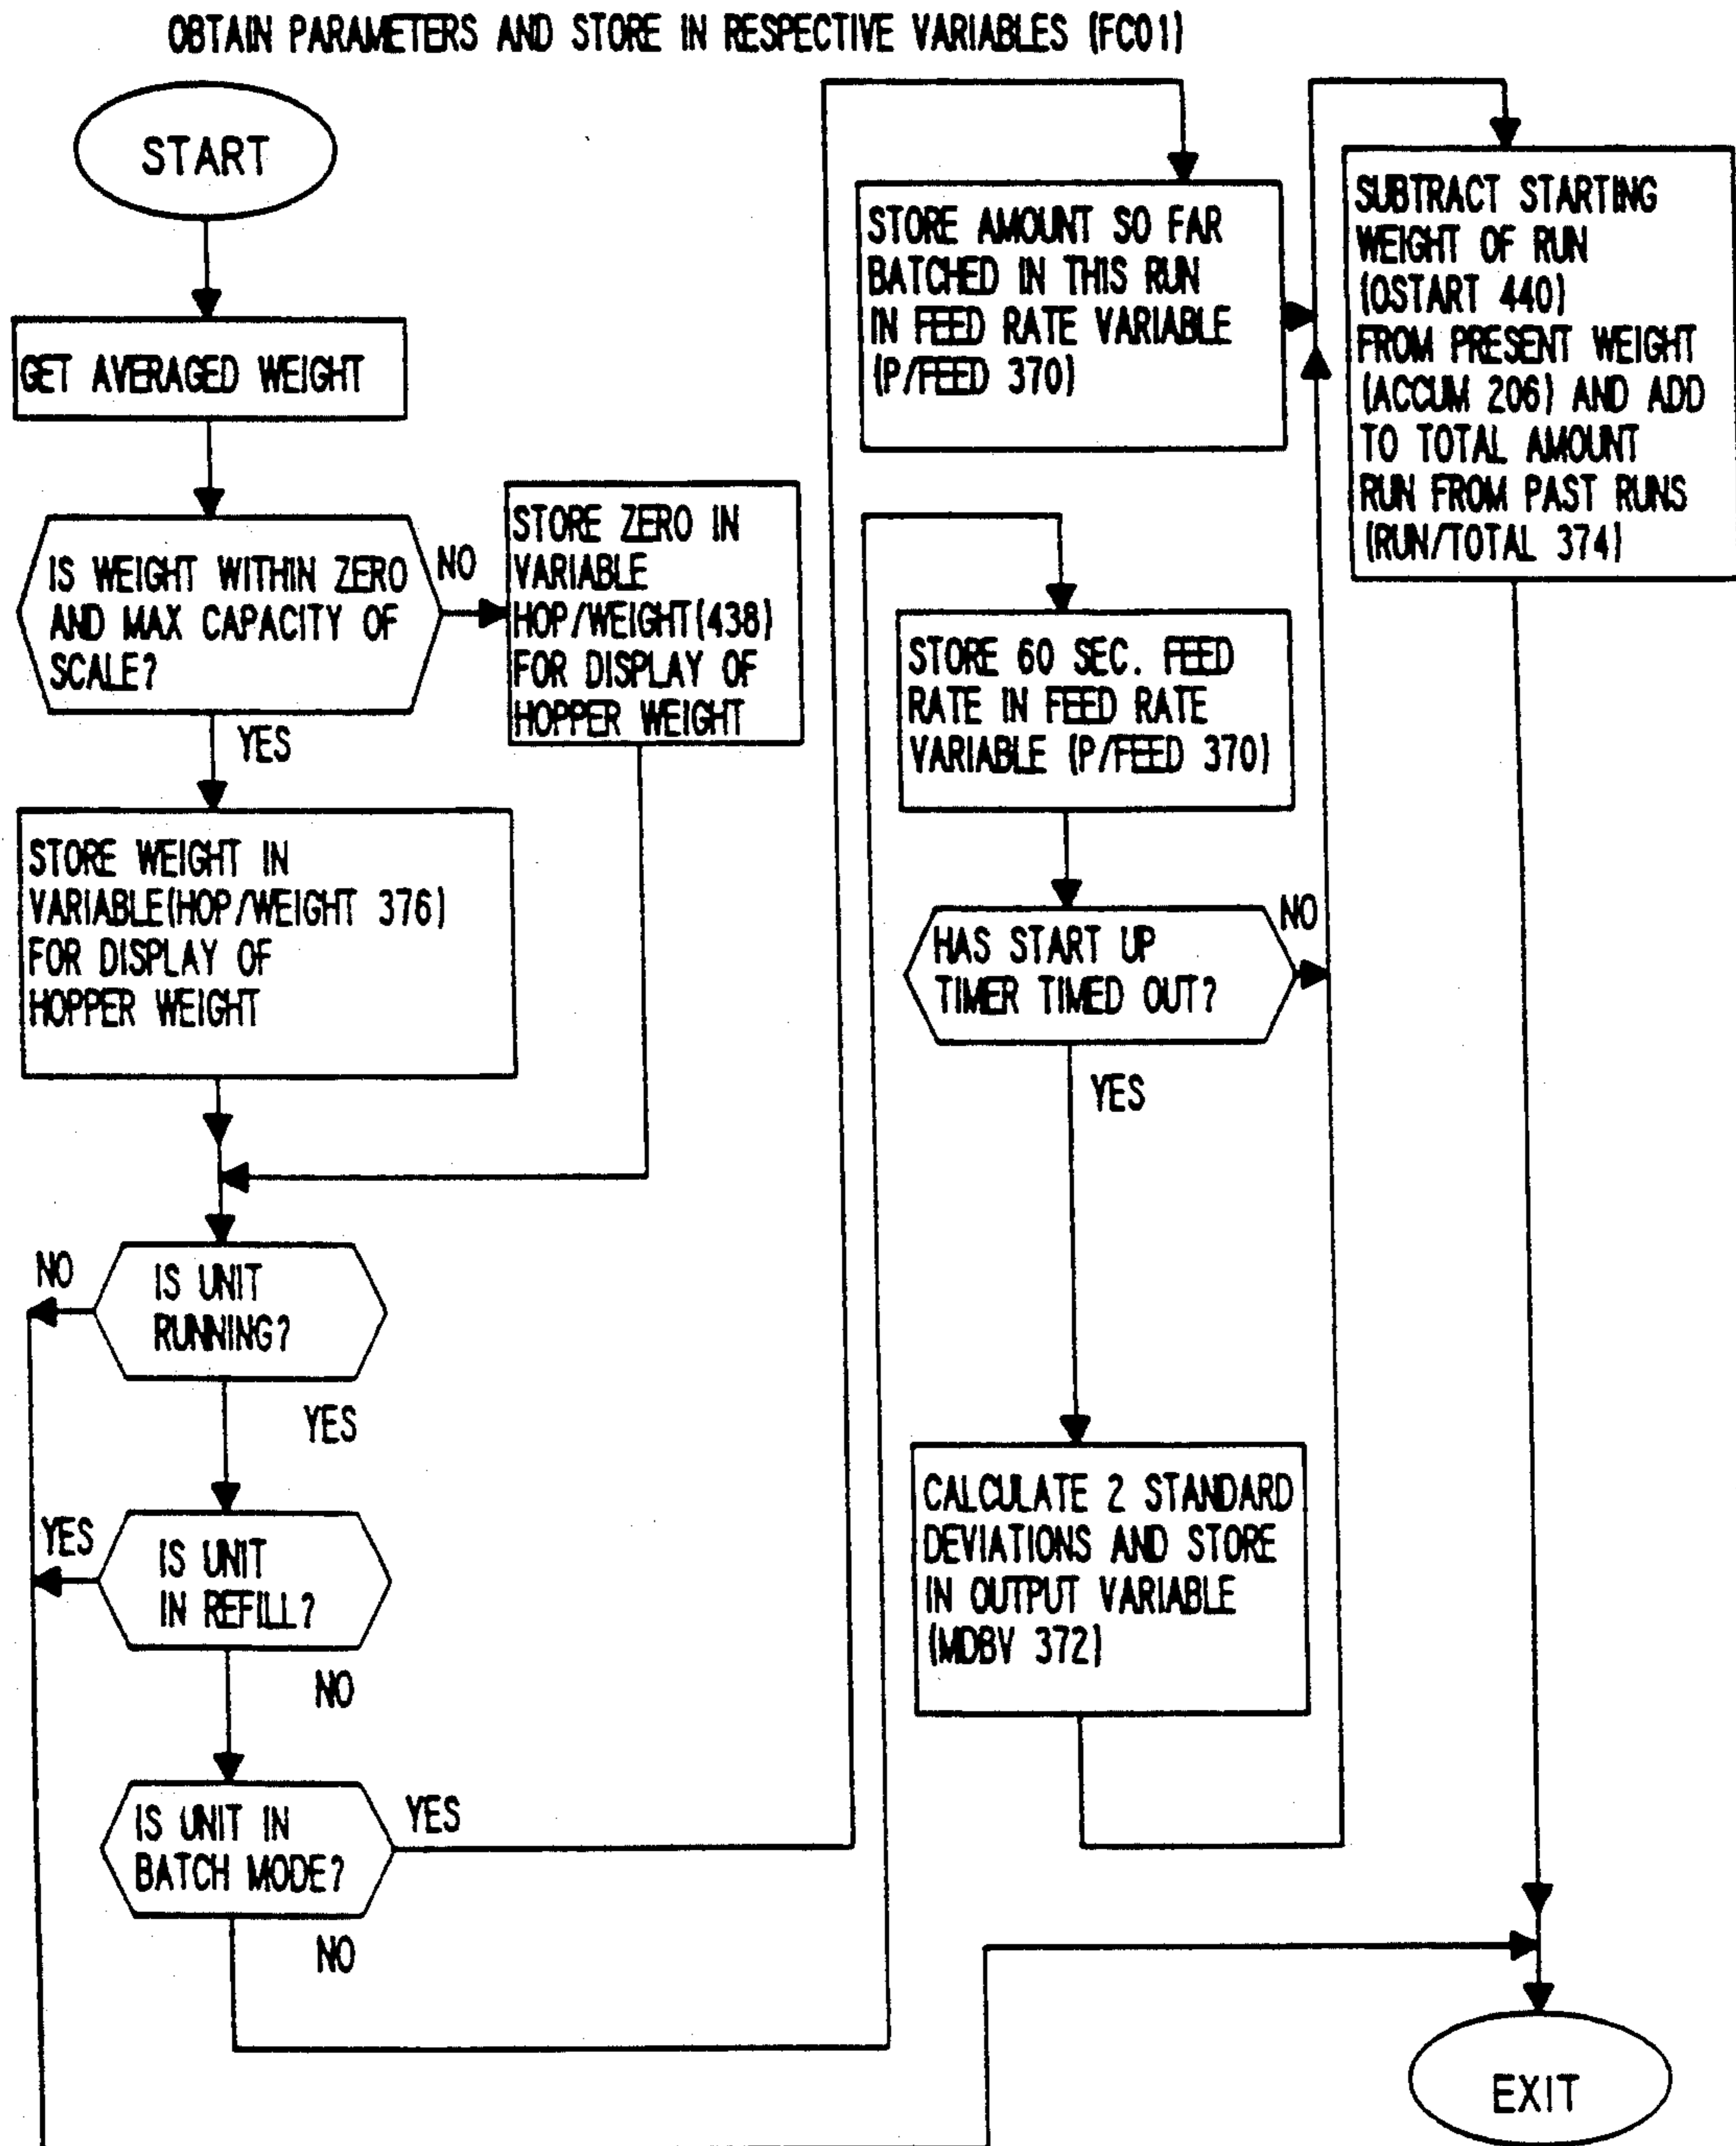 OBTAIN PARAMETERS AND STORE IN RESPECTIVE VARIABLES (FC01)
START
GET AVERAGED WEIGHT
IS WEIGHT WITHIN ZERO
AND MAX CAPACITY OF
SCALE?
NO
YES
STORE ZERO IN
VARIABLE
HOP/WEIGHT(438)
FOR DISPLAY OF
HOPPER WEIGHT
STORE WEIGHT IN
VARIABLE(HOP/WEIGHT 376)
FOR DISPLAY OF
HOPPER WEIGHT
IS UNIT
RUNNING?
NO
YES
IS UNIT
IN REFILL?
YES
NO
IS UNIT IN
BATCH MODE?
YES
NO
STORE AMOUNT SO FAR
BATCHED IN THIS RUN
IN FEED RATE VARIABLE
(P/FEED 370)
STORE 60 SEC. FEED
RATE IN FEED RATE
VARIABLE (P/FEED 370)
HAS START UP
TIMER TIMED OUT?
NO
YES
CALCULATE 2 STANDARD
DEVIATIONS AND STORE
IN OUTPUT VARIABLE
(MDBV 372)
SUBTRACT STARTING
WEIGHT OF RUN
(OSTART 440)
FROM PRESENT WEIGHT
(ACCUM 206) AND ADD
TO TOTAL AMOUNT
RUN FROM PAST RUNS
(RUN/TOTAL 374)
EXIT